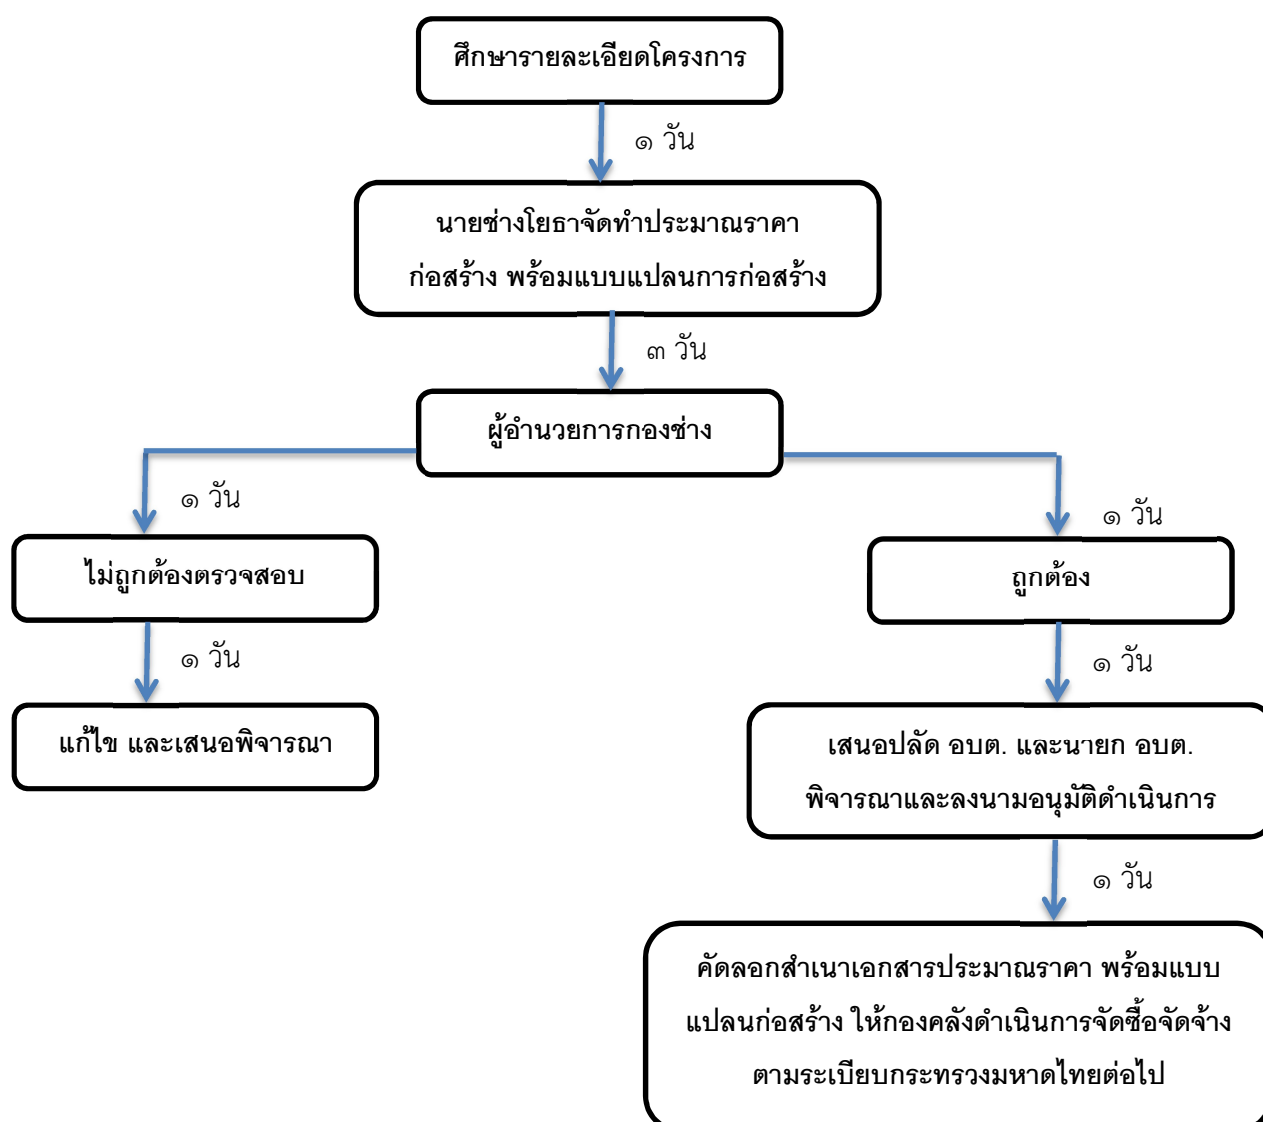 ศึกษารายละเอียดโครงการ
๑ วัน
นายช่างโยธาจัดทำประมาณราคา
ก่อสร้าง พร้อมแบบแปลนการก่อสร้าง
๓ วัน
ผู้อำนวยการกองช่าง
๑ วัน
๑ วัน
ไม่ถูกต้องตรวจสอบ
ถูกต้อง
๑ วัน
๑ วัน
แก้ไข และเสนอพิจารณา
เสนอปลัด อบต. และนายก อบต.
พิจารณาและลงนามอนุมัติดำเนินการ
๑ วัน
คัดลอกสำเนาเอกสารประมาณราคา พร้อมแบบ
แปลนก่อสร้าง ให้กองคลังดำเนินการจัดซื้อจัดจ้าง
ตามระเบียบกระทรวงมหาดไทยต่อไป